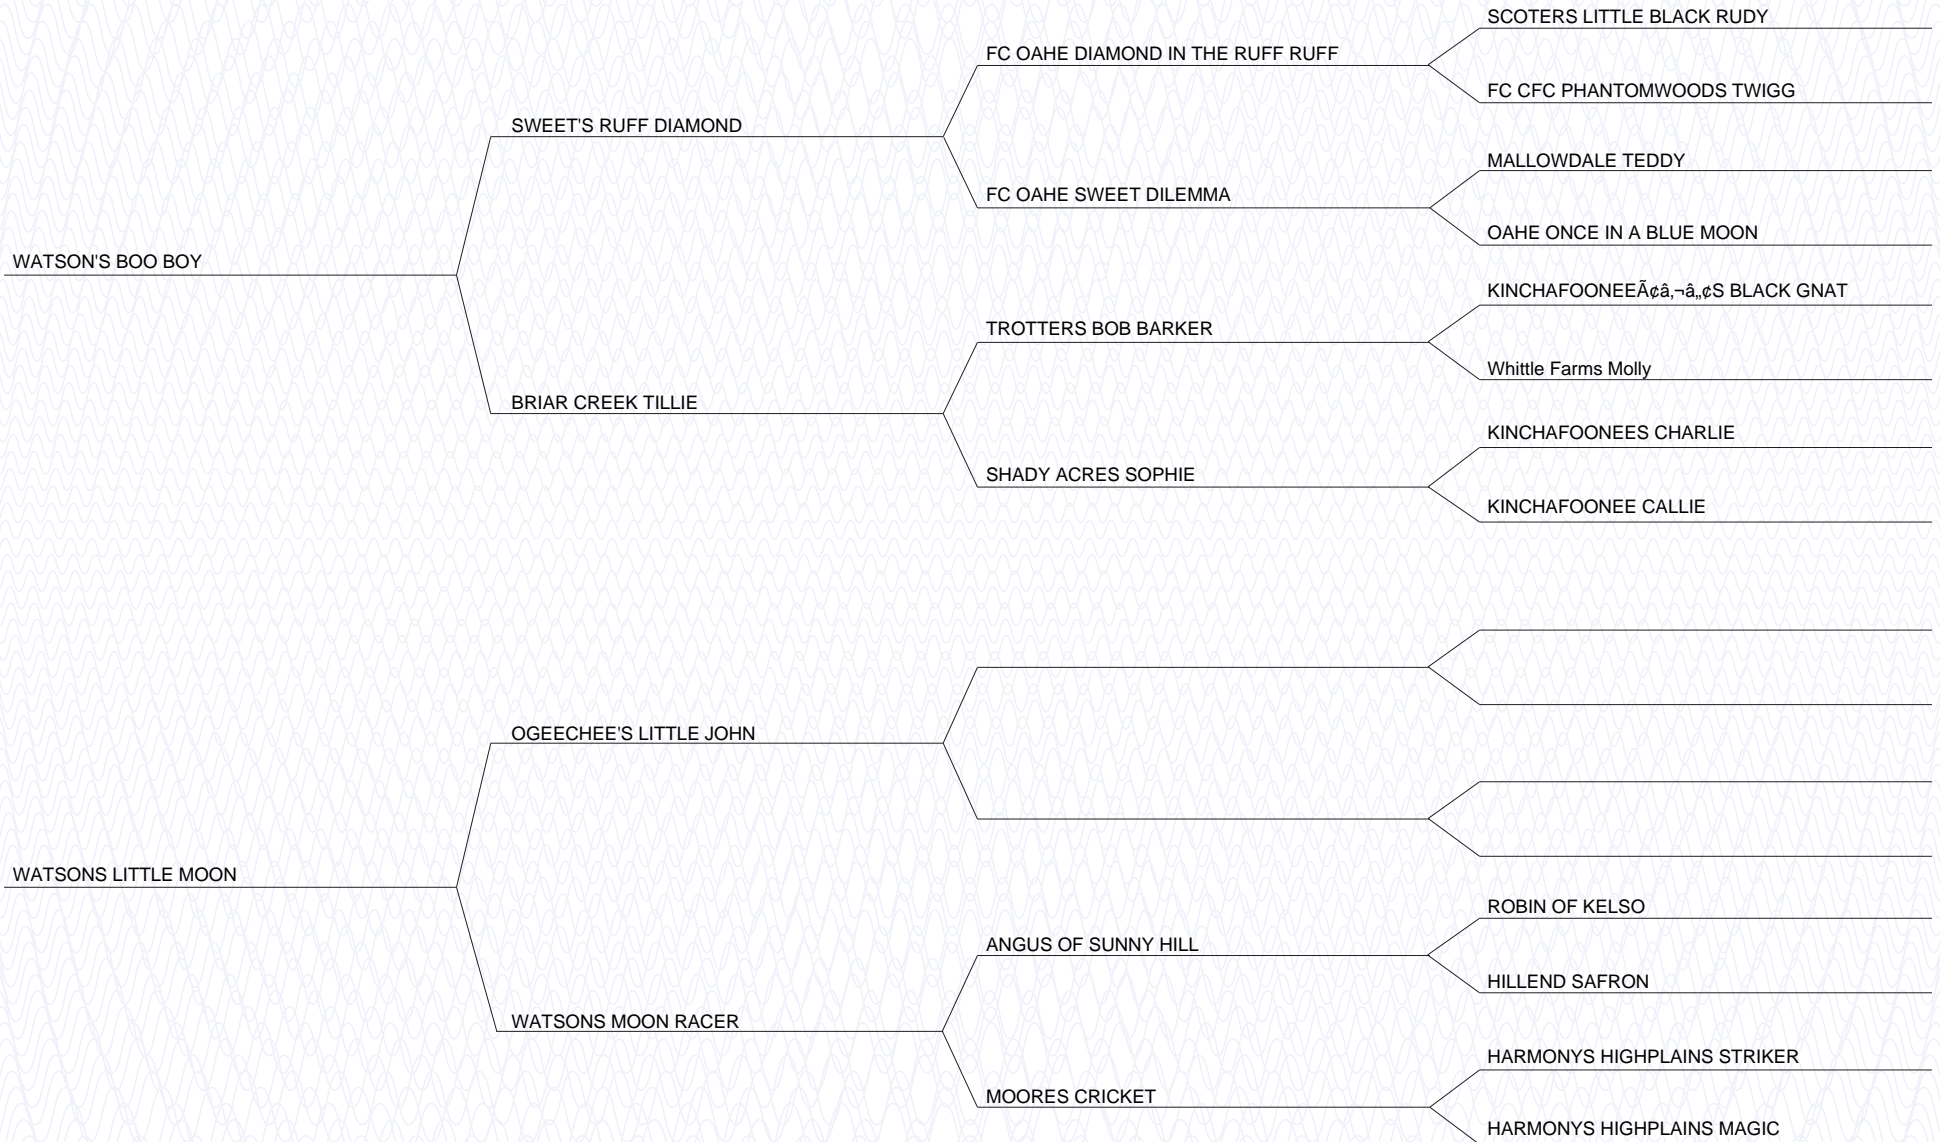 SCOTERS LITTLE BLACK RUDY
FC OAHE DIAMOND IN THE RUFF RUFF
FC CFC PHANTOMWOODS TWIGG
SWEET'S RUFF DIAMOND
MALLOWDALE TEDDY
FC OAHE SWEET DILEMMA
OAHE ONCE IN A BLUE MOON
WATSON'S BOO BOY
KINCHAFOONEEÃ¢â‚¬â„¢S BLACK GNAT
TROTTERS BOB BARKER
Whittle Farms Molly
BRIAR CREEK TILLIE
KINCHAFOONEES CHARLIE
SHADY ACRES SOPHIE
KINCHAFOONEE CALLIE
OGEECHEE'S LITTLE JOHN
WATSONS LITTLE MOON
ROBIN OF KELSO
ANGUS OF SUNNY HILL
HILLEND SAFRON
WATSONS MOON RACER
HARMONYS HIGHPLAINS STRIKER
MOORES CRICKET
HARMONYS HIGHPLAINS MAGIC